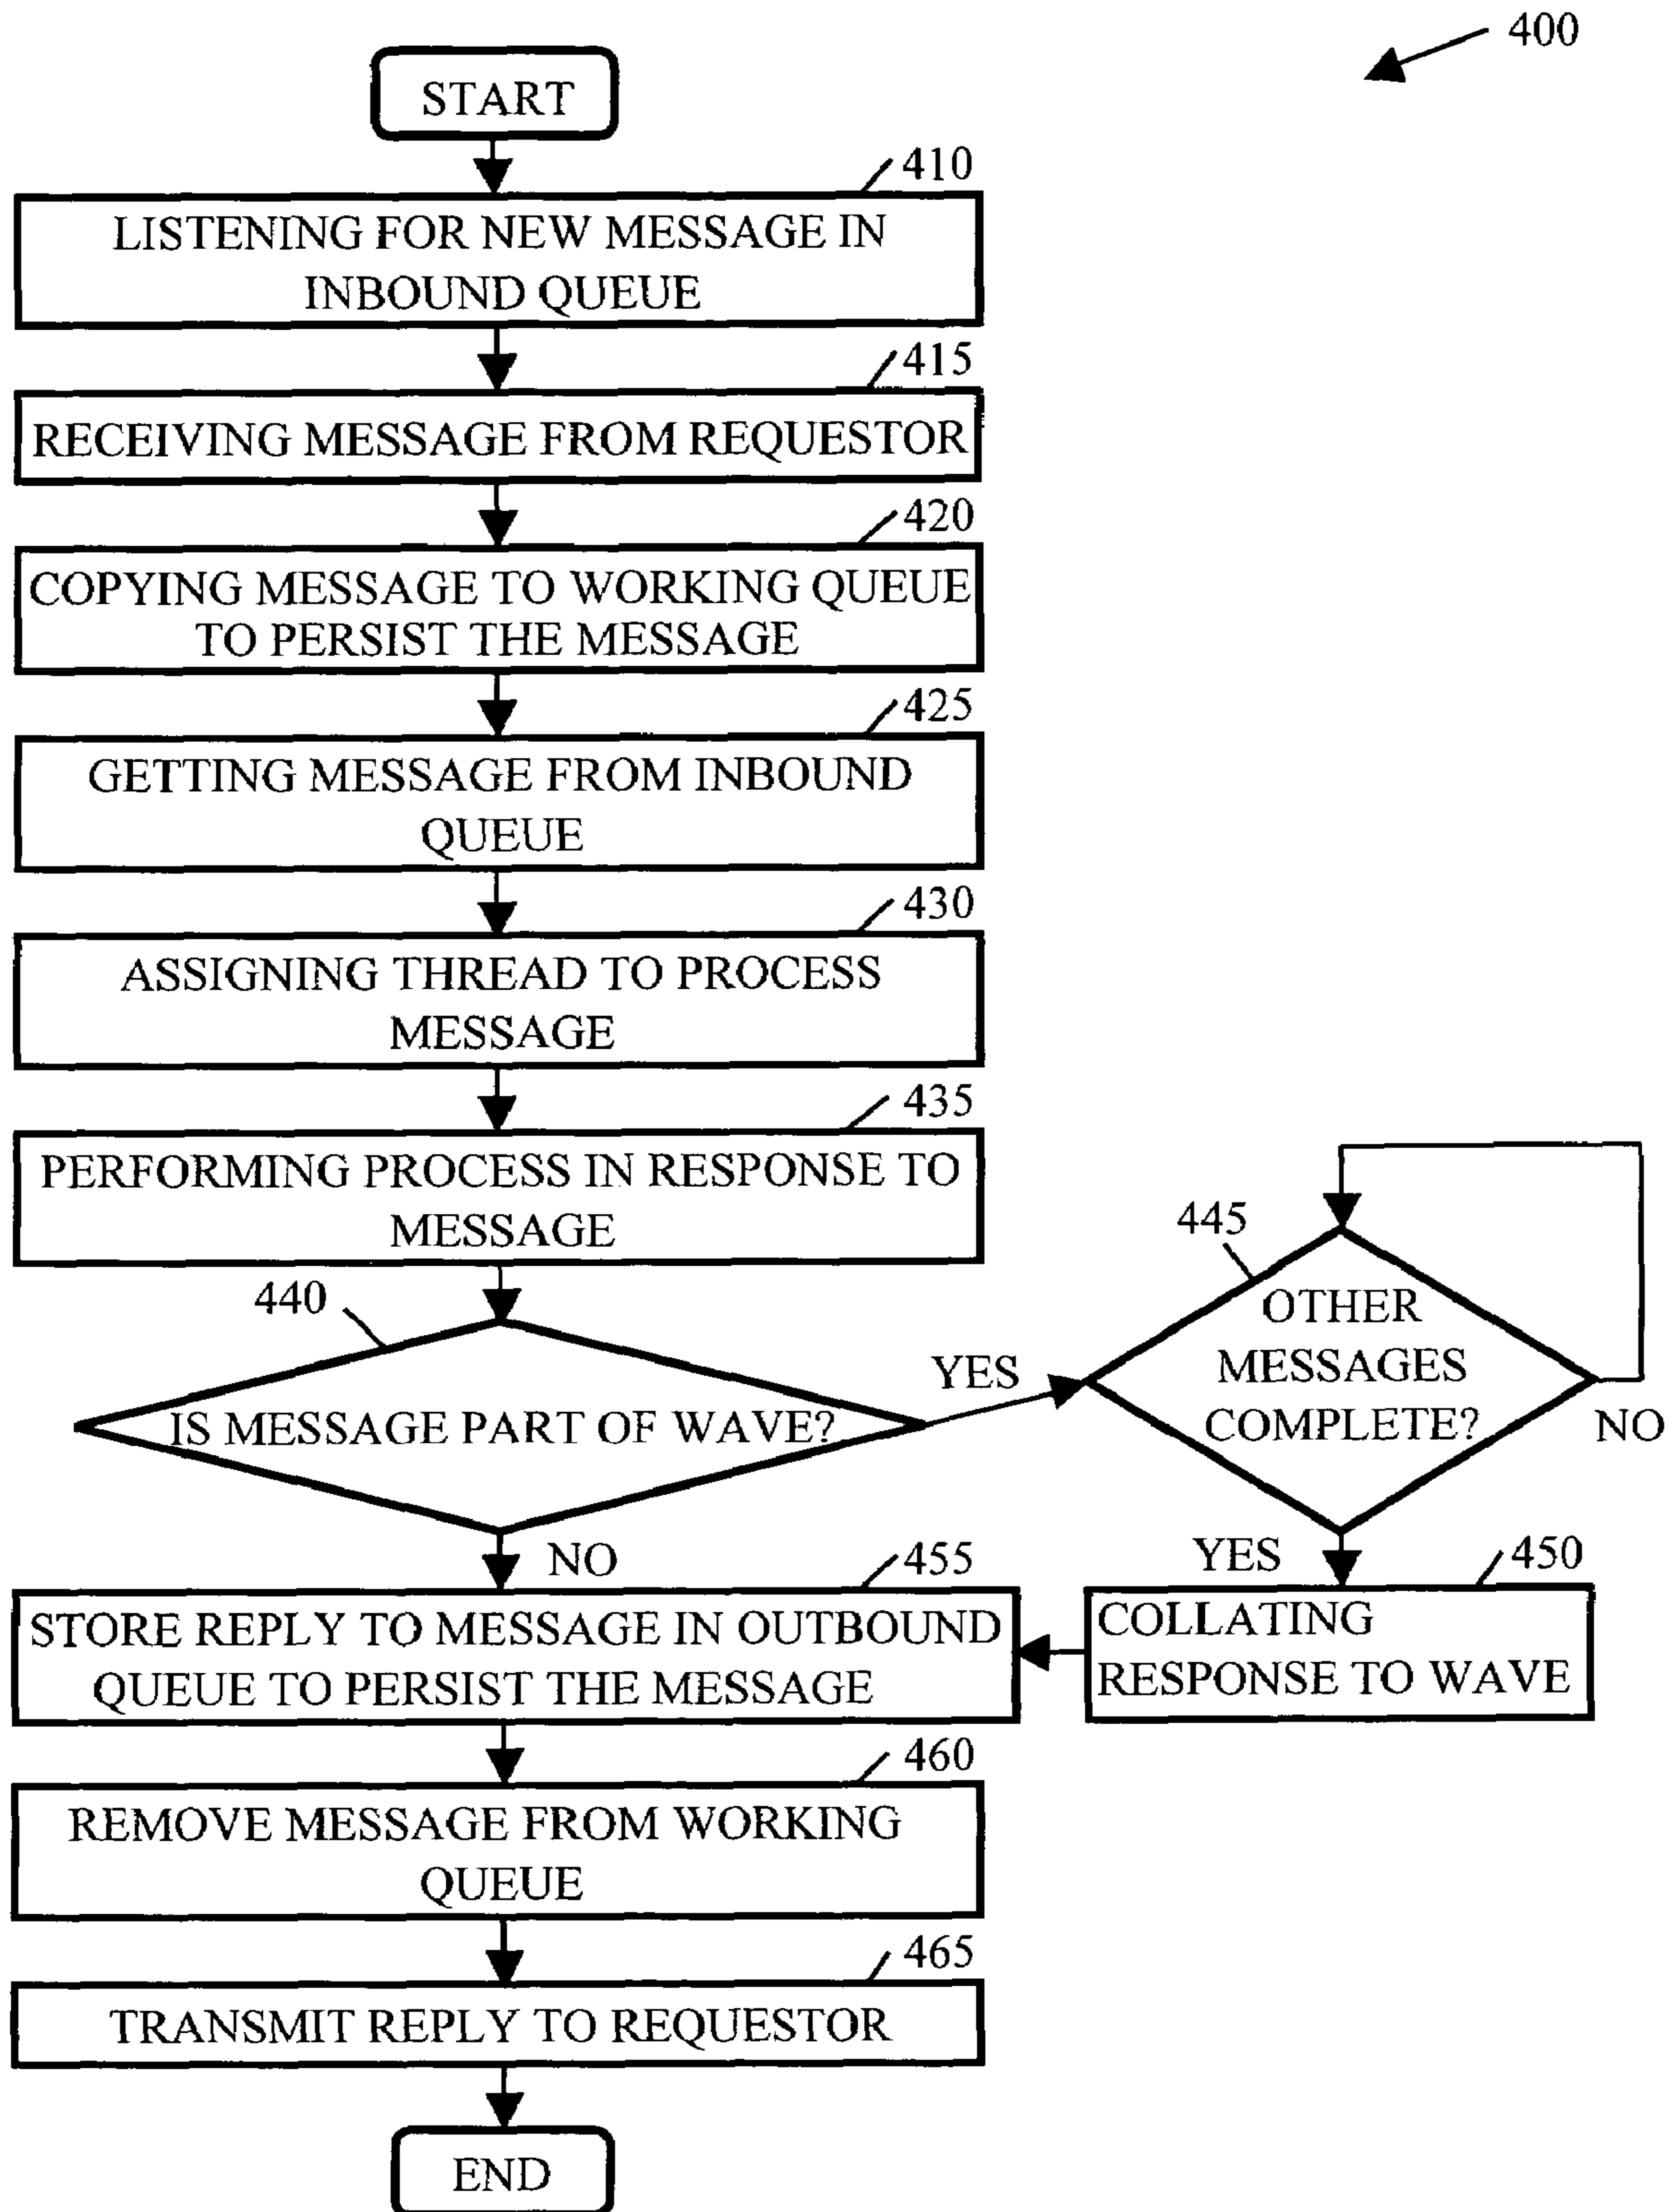 400
START
410
LISTENING FOR NEW MESSAGE IN
INBOUND QUEUE
415
RECEIVING MESSAGE FROM REQUESTOR
420
COPYING MESSAGE TO WORKING QUEUE
TO PERSIST THE MESSAGE
425
GETTING MESSAGE FROM INBOUND
QUEUE
430
ASSIGNING THREAD TO PROCESS
MESSAGE
435
PERFORMING PROCESS IN RESPONSE TO
MESSAGE
440
IS MESSAGE PART OF WAVE?
YES
445
OTHER
MESSAGES
COMPLETE?
NO
YES
450
COLLATING
RESPONSE TO WAVE
NO
455
STORE REPLY TO MESSAGE IN OUTBOUND
QUEUE TO PERSIST THE MESSAGE
460
REMOVE MESSAGE FROM WORKING
QUEUE
465
TRANSMIT REPLY TO REQUESTOR
END